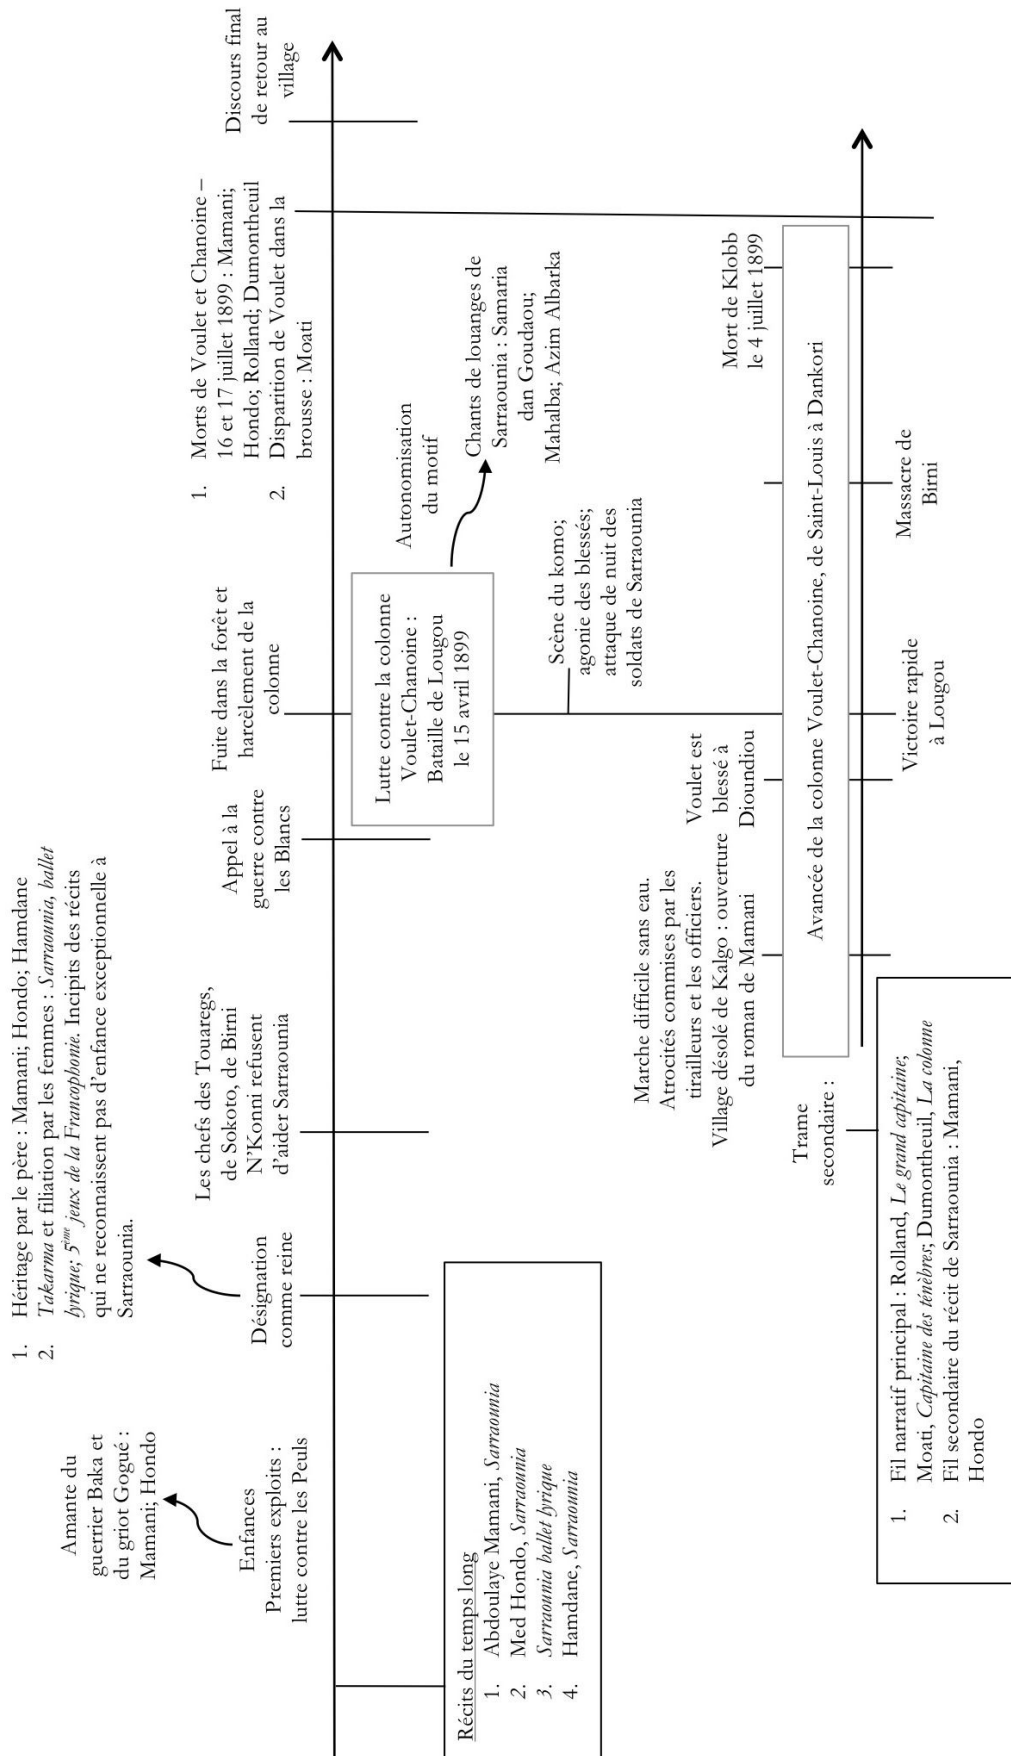 Amante du
guerrier Baka et
du griot Gogué :
Mamani; Hondo
Enfances
Premiers exploits :
lutte contre les Peuls
1. Héritage par le père : Mamani; Hondo; Hamdane
2. Takarma et filiation par les femmes : Sarraounia, ballet
lyrique; 5ème jeux de la Francophonie. Incipits des récits
qui ne reconnaissent pas d'enfance exceptionnelle à
Sarraounia.
Désignation
comme reine
Les chefs des Touaregs,
de Sokoto, de Birni
N'Konni refusent
d'aider Sarraounia
Appel à la
guerre contre
les Blancs
Fuite dans la forêt et
harcèlement de la
colonne
1. Morts de Voulet et Chanoine –
16 et 17 juillet 1899 : Mamani;
Hondo; Rolland; Dumontheuil
2. Disparition de Voulet dans la
brousse : Moati
Discours final
de retour au
village
Récits du temps long
1. Abdoulaye Mamani, Sarraounia
2. Med Hondo, Sarraounia
3. Sarraounia ballet lyrique
4. Hamdane, Sarraounia
Lutte contre la colonne
Voulet-Chanoine :
Bataille de Lougou
le 15 avril 1899
Autonomisation
du motif
Chants de louanges de
Sarraounia : Samaria
dan Goudaou;
Mahalba; Azim Albarka
Scène du komo;
agonie des blessés;
attaque de nuit des
soldats de Sarraounia
Trame
secondaire :
Marche difficile sans eau.
Atrocités commises par les
tirailleurs et les officiers.
Village désolé de Kalgo : ouverture
du roman de Mamani
Voulet est
blessé à
Dioundiou
Mort de Klobb
le 4 juillet 1899
Avancée de la colonne Voulet-Chanoine, de Saint-Louis à Dankori
Victoire rapide
à Lougou
Massacre de
Birni
1. Fil narratif principal : Rolland, Le grand capitaine;
Moati, Capitaine des ténèbres; Dumontheuil, La colonne
2. Fil secondaire du récit de Sarraounia : Mamani,
Hondo